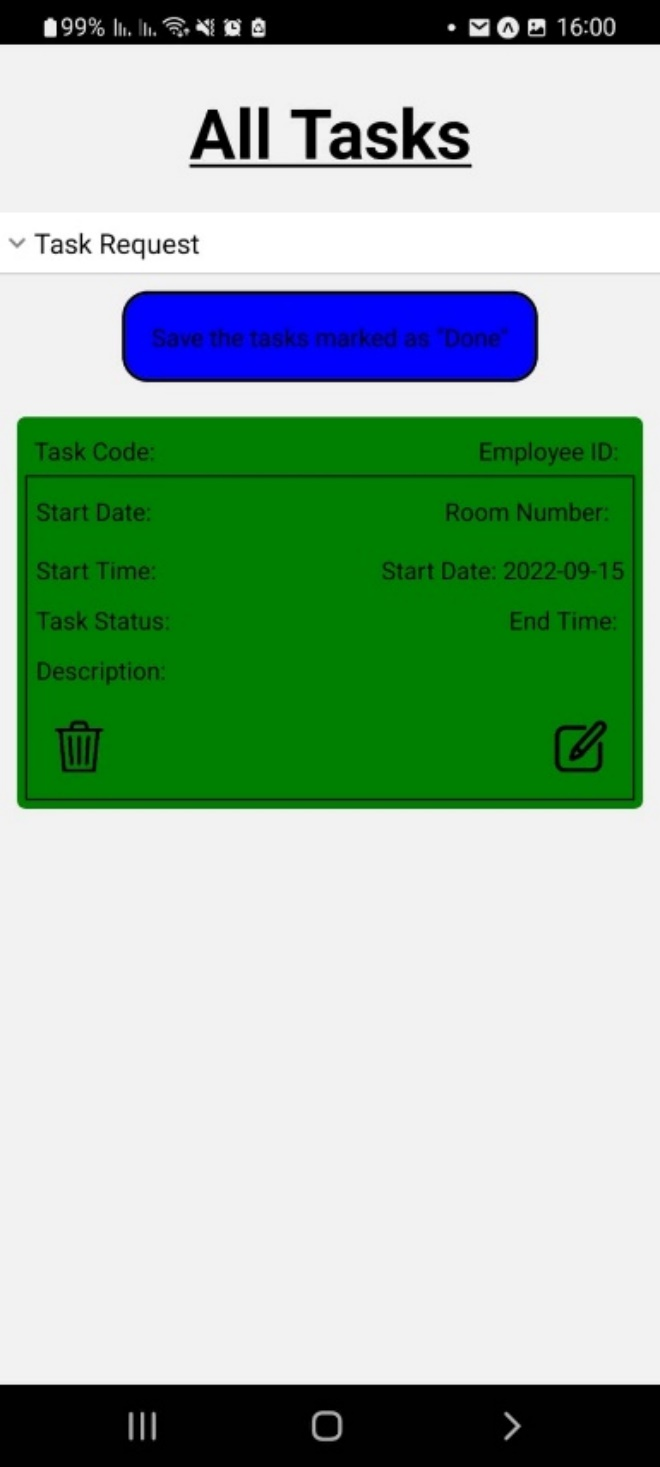 99% 16:00
All Tasks
Task Request
Save the tasks marked as "Done"
Task Code: Employee ID:
Start Date: Room Number:
Start Time: Start Date: 2022-09-15
Task Status: End Time:
Description: